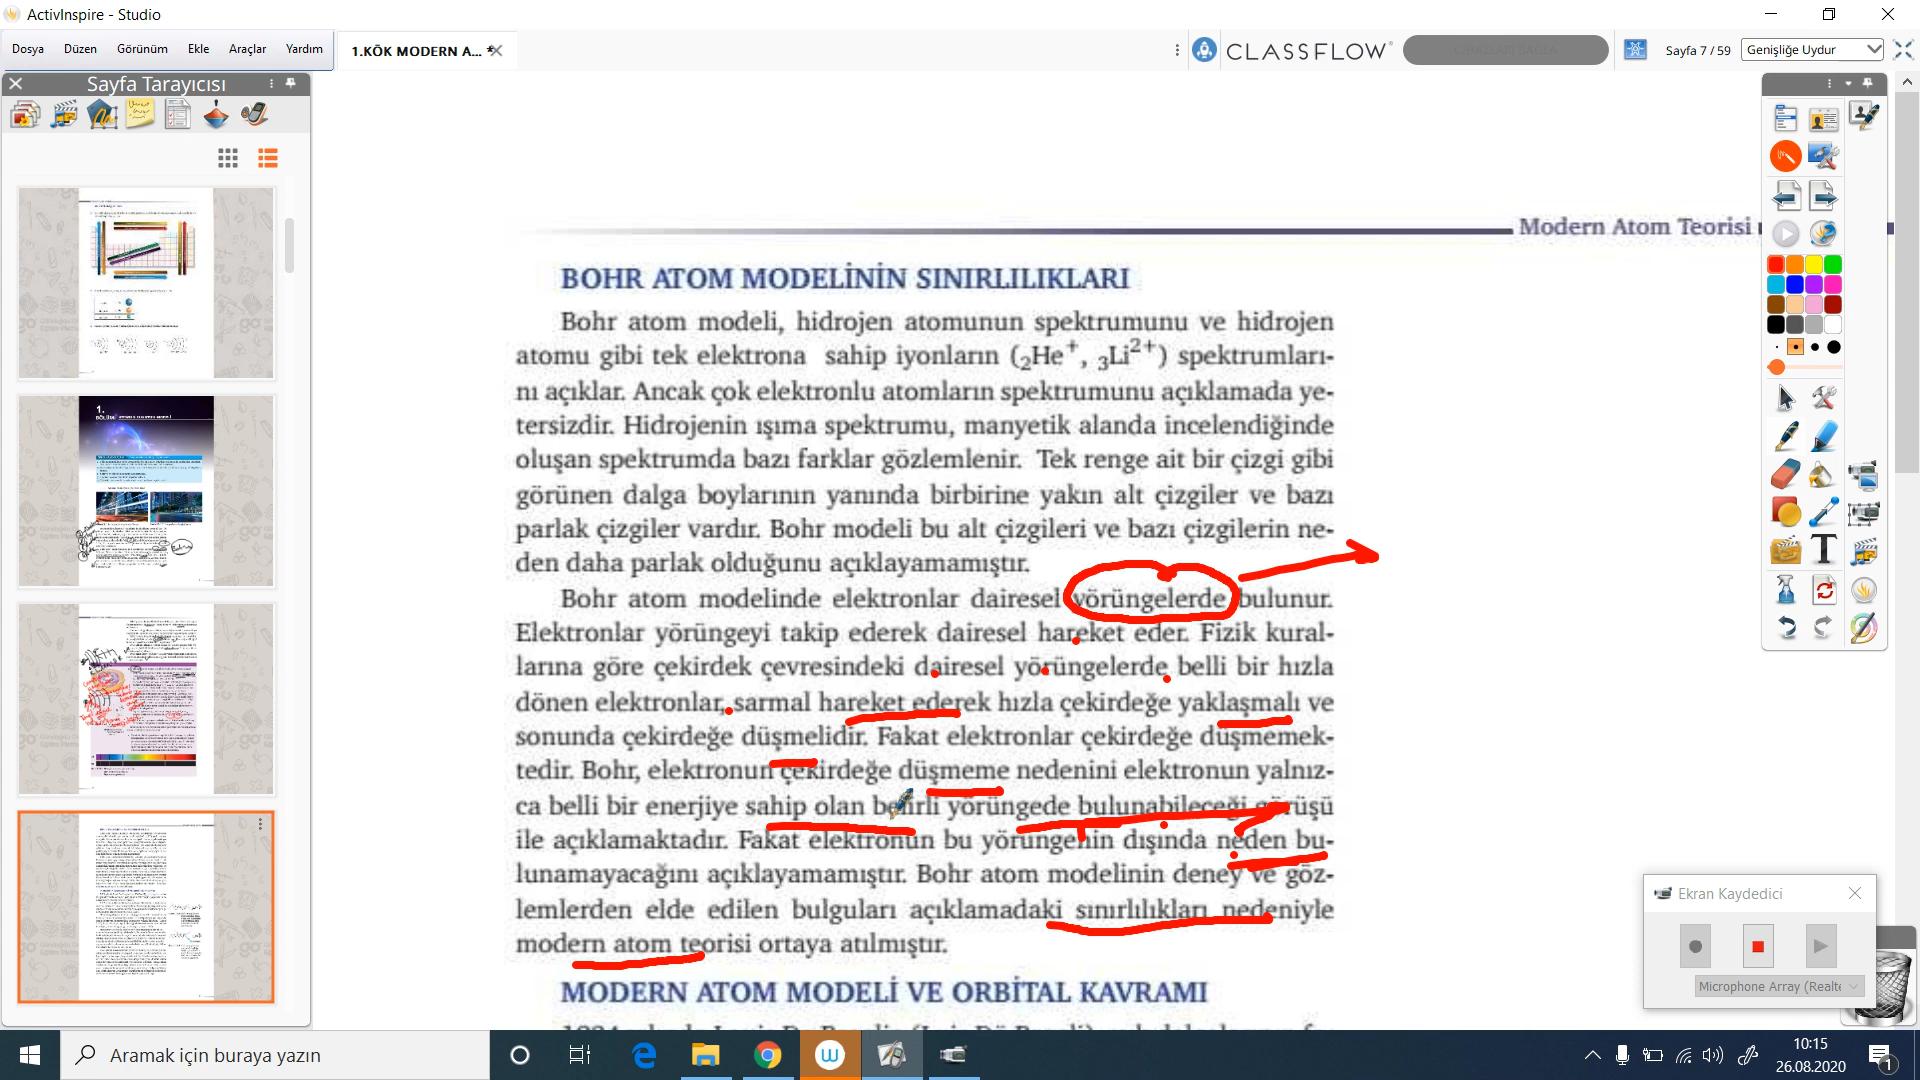 ActivInspire - Studio
Dosya Düzen Görünüm Ekle Araçlar Yardım
1.KÖK MODERN A... *
CLASSFLOW
Sayfa 7 / 59
Genişliğe Uydur
Sayfa Tarayıcısı
Modern Atom Teorisi
BOHR ATOM MODELİNİN SINIRLILIKLARI
Bohr atom modeli, hidrojen atomunun spektrumunu ve hidrojen
atomu gibi tek elektrona sahip iyonların (₂He⁺, ₃Li²⁺) spektrumları-
nı açıklar. Ancak çok elektronlu atomların spektrumunu açıklamada ye-
tersizdir. Hidrojenin ışıma spektrumu, manyetik alanda incelendiğinde
oluşan spektrumda bazı farklar gözlemlenir. Tek renge ait bir çizgi gibi
görünen dalga boylarının yanında birbirine yakın alt çizgiler ve bazı
parlak çizgiler vardır. Bohr modeli bu alt çizgileri ve bazı çizgilerin ne-
den daha parlak olduğunu açıklayamamıştır.
Bohr atom modelinde elektronlar dairesel yörüngelerde bulunur.
Elektronlar yörüngeyi takip ederek dairesel hareket eder. Fizik kural-
larına göre çekirdek çevresindeki dairesel yörüngelerde belli bir hızla
dönen elektronlar, sarmal hareket ederek hızla çekirdeğe yaklaşmalı ve
sonunda çekirdeğe düşmelidir. Fakat elektronlar çekirdeğe düşmemek-
tedir. Bohr, elektronun çekirdeğe düşmeme nedenini elektronun yalnız-
ca belli bir enerjiye sahip olan belirli yörüngede bulunabileceği görüşü
ile açıklamaktadır. Fakat elektronun bu yörüngenin dışında neden bu-
lunamayacağını açıklayamamıştır. Bohr atom modelinin deney ve göz-
lemlerden elde edilen bulguları açıklamadaki sınırlılıkları nedeniyle
modern atom teorisi ortaya atılmıştır.
MODERN ATOM MODELİ VE ORBİTAL KAVRAMI
Ekran Kaydedici
Microphone Array (Realte
Aramak için buraya yazın
10:15
26.08.2020
1